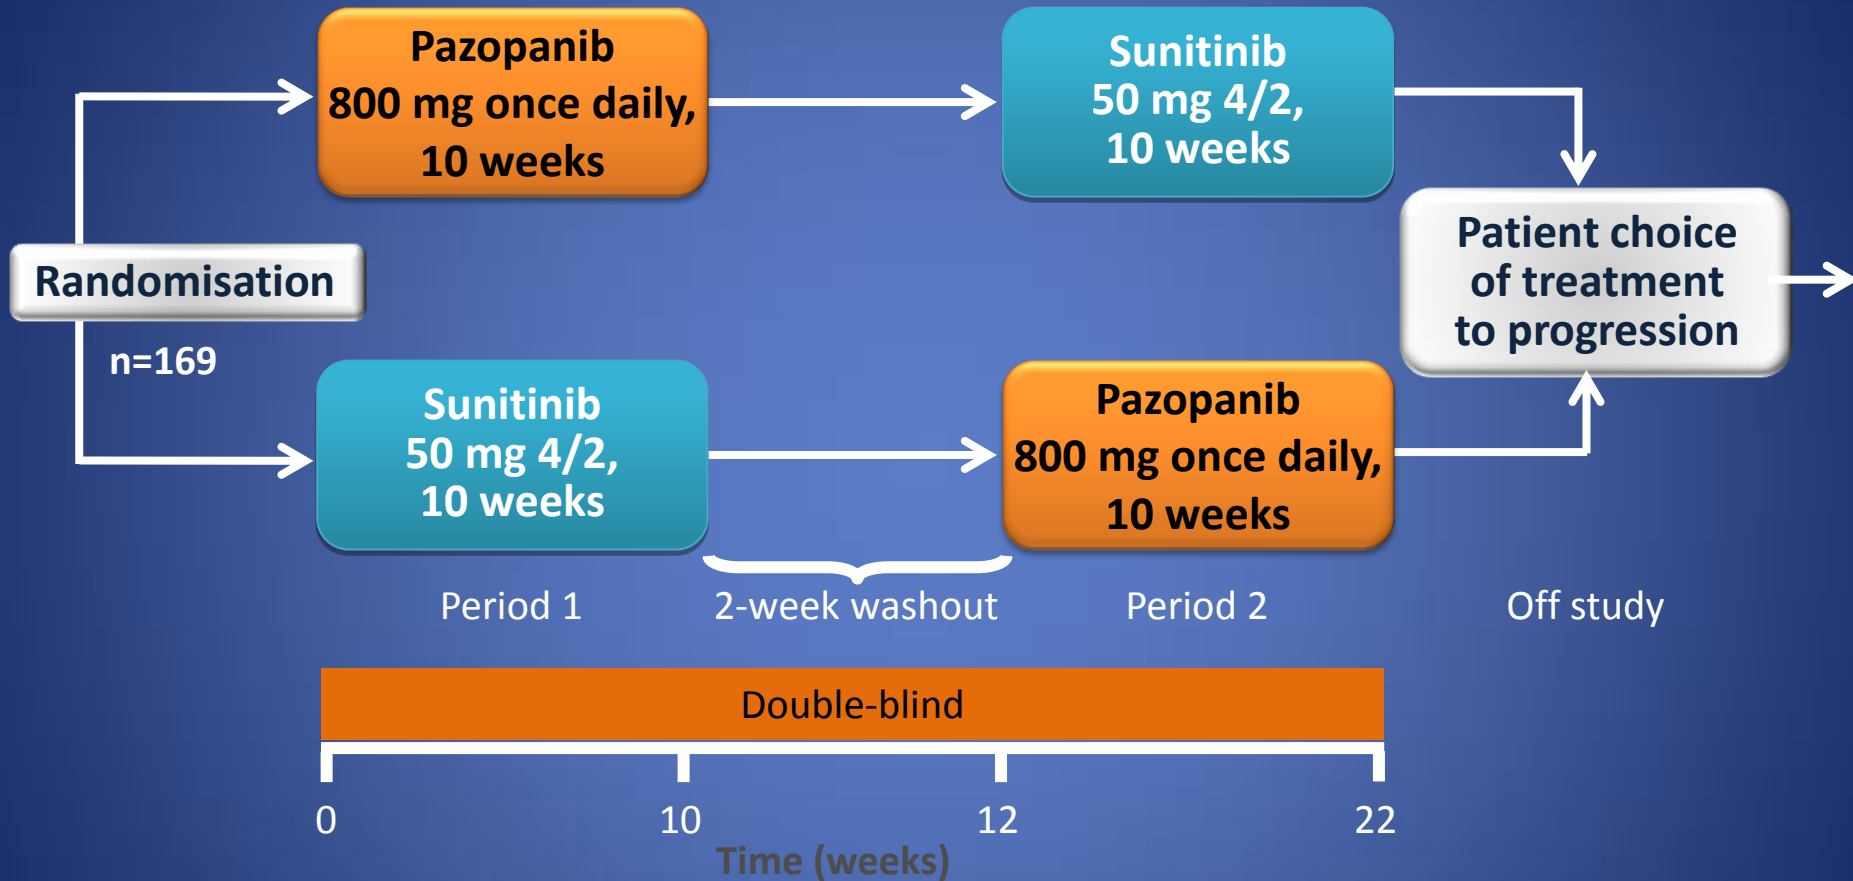 Pazopanib
800 mg once daily,
10 weeks
Sunitinib
50 mg 4/2,
10 weeks
Randomisation
n=169
Patient choice
of treatment
to progression
Sunitinib
50 mg 4/2,
10 weeks
Pazopanib
800 mg once daily,
10 weeks
Period 1
2-week washout
Period 2
Off study
Double-blind
0
10
12
22
Time (weeks)